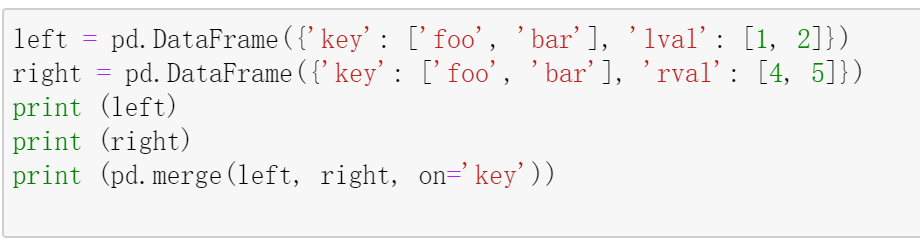 left = pd.DataFrame({'key': ['foo', 'bar'], 'lval': [1, 2]})
right = pd.DataFrame({'key': ['foo', 'bar'], 'rval': [4, 5]})
print (left)
print (right)
print (pd.merge(left, right, on='key'))